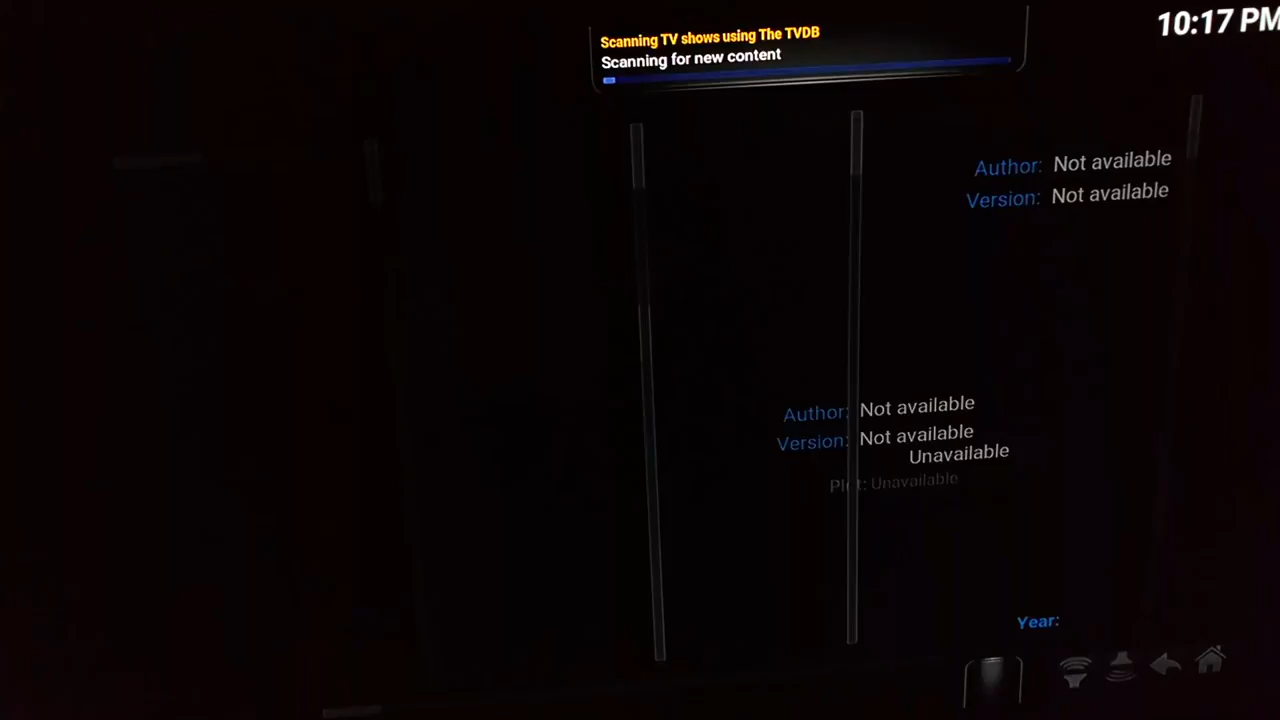 Scanning TV shows using The TVDB
Scanning for new content
10:17 PM
Author: Not available
Version: Not available
Author: Not available
Version: Not available
Unavailable
Plot: Unavailable
Year: